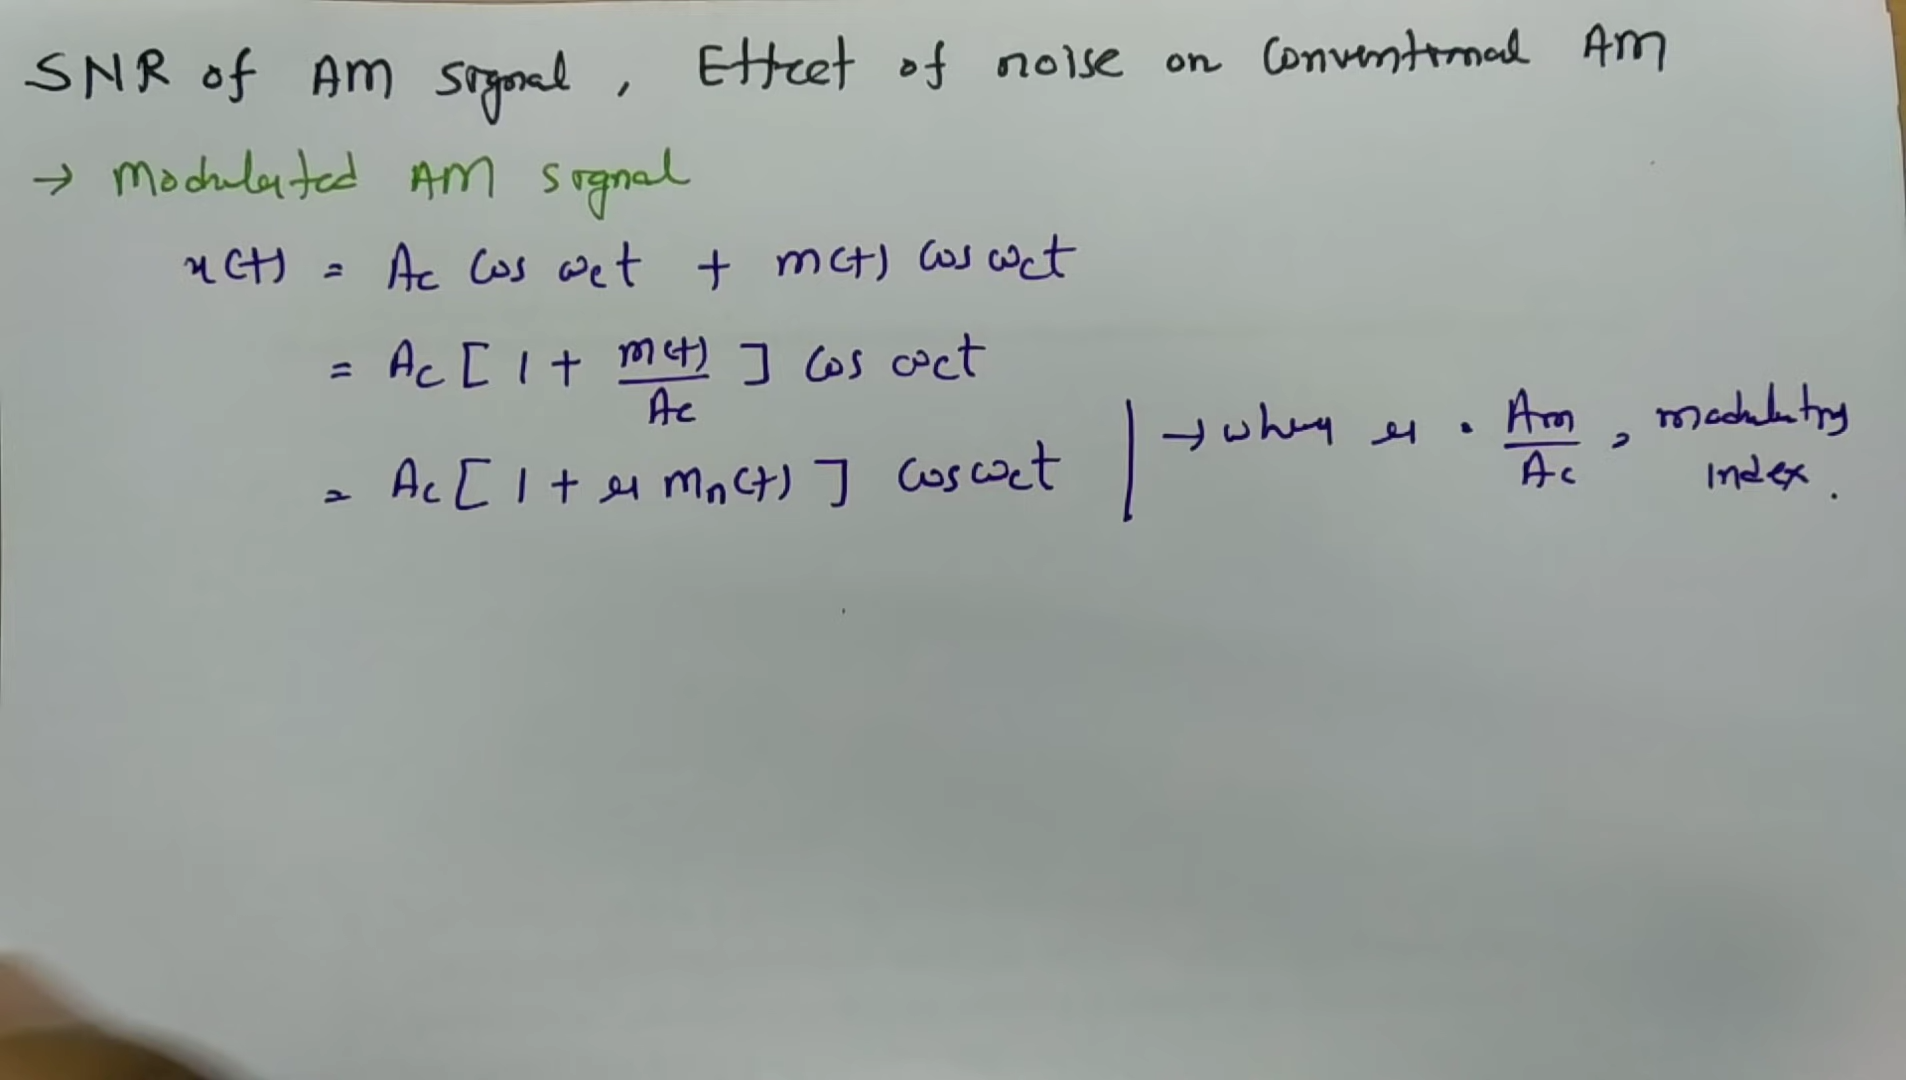 SNR of AM signal, Effect of noise on Conventional AM
→ Modulated AM signal
x(t) = Ac Cos ωct + m(t) Cos ωct
= Ac [ 1 + m(t)/Ac ] Cos ωct
= Ac [ 1 + μ mn(t) ] Cos ωct
→ where μ = Am/Ac , modulating index.